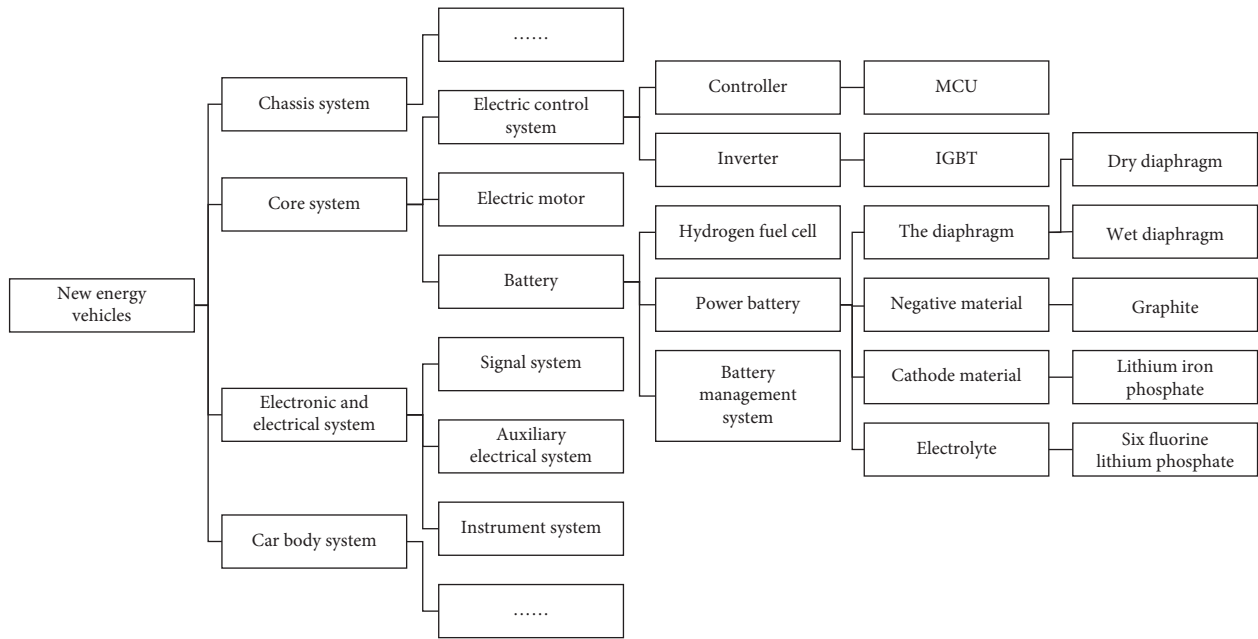 ......
Chassis system
Controller
MCU
Electric control
system
Inverter
IGBT
Dry diaphragm
Core system
Electric motor
Hydrogen fuel cell
The diaphragm
Wet diaphragm
Battery
New energy
vehicles
Power battery
Negative material
Graphite
Signal system
Battery
management
system
Cathode material
Lithium iron
phosphate
Electronic and
electrical system
Auxiliary
electrical system
Electrolyte
Six fluorine
lithium phosphate
Instrument system
Car body system
......